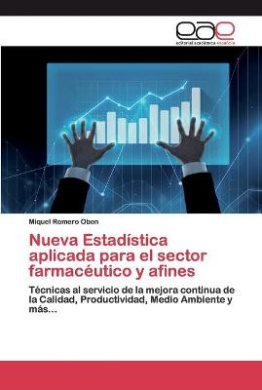 eae
editorial académica española
Miquel Romero Obon
Nueva Estadística
aplicada para el sector
farmacéutico y afines
Técnicas al servicio de la mejora continua de
la Calidad, Productividad, Medio Ambiente y
más...